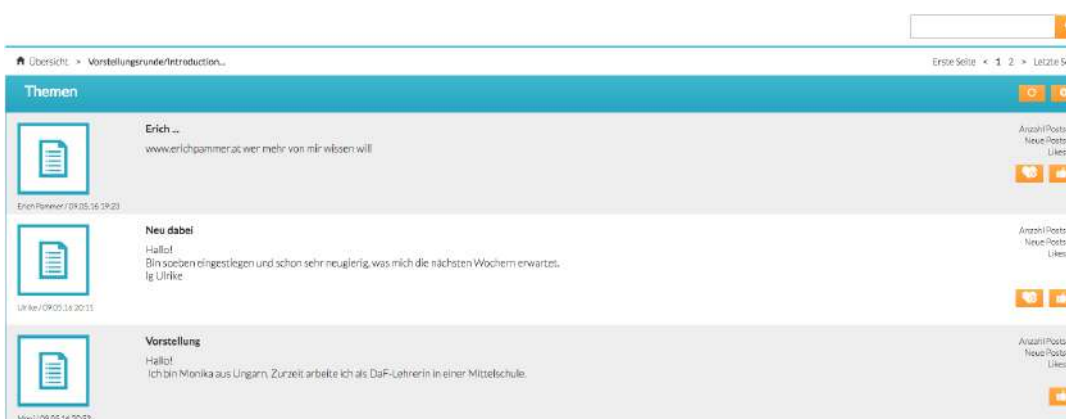 Übersicht > Vorstellungsrunde/Introduction...
Erste Seite < 1 2 > Letzte S
Themen
Erich ...
www.erichpammer.at wer mehr von mir wissen will
Anzahl Posts
Neue Posts
Likes
Erich Pammer / 09.05.16 19:23
Neu dabei
Hallo!
Bin soeben eingestiegen und schon sehr neugierig, was mich die nächsten Wochern erwartet.
lg Ulrike
Anzahl Posts
Neue Posts
Likes
Ulrike / 09.05.16 20:11
Vorstellung
Hallo!
Ich bin Monika aus Ungarn. Zurzeit arbeite ich als DaF-Lehrerin in einer Mittelschule.
Anzahl Posts
Neue Posts
Likes